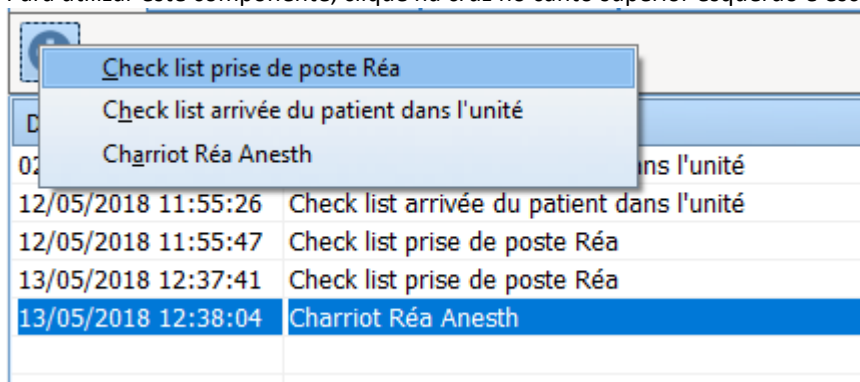 Para utilizar este componente, clique na cruz no canto superior esquerdo e
Check list prise de poste Réa
Check list arrivée du patient dans l'unité
Charriot Réa Anesth
D
02 ns l'unité
12/05/2018 11:55:26 Check list arrivée du patient dans l'unité
12/05/2018 11:55:47 Check list prise de poste Réa
13/05/2018 12:37:41 Check list prise de poste Réa
13/05/2018 12:38:04 Charriot Réa Anesth